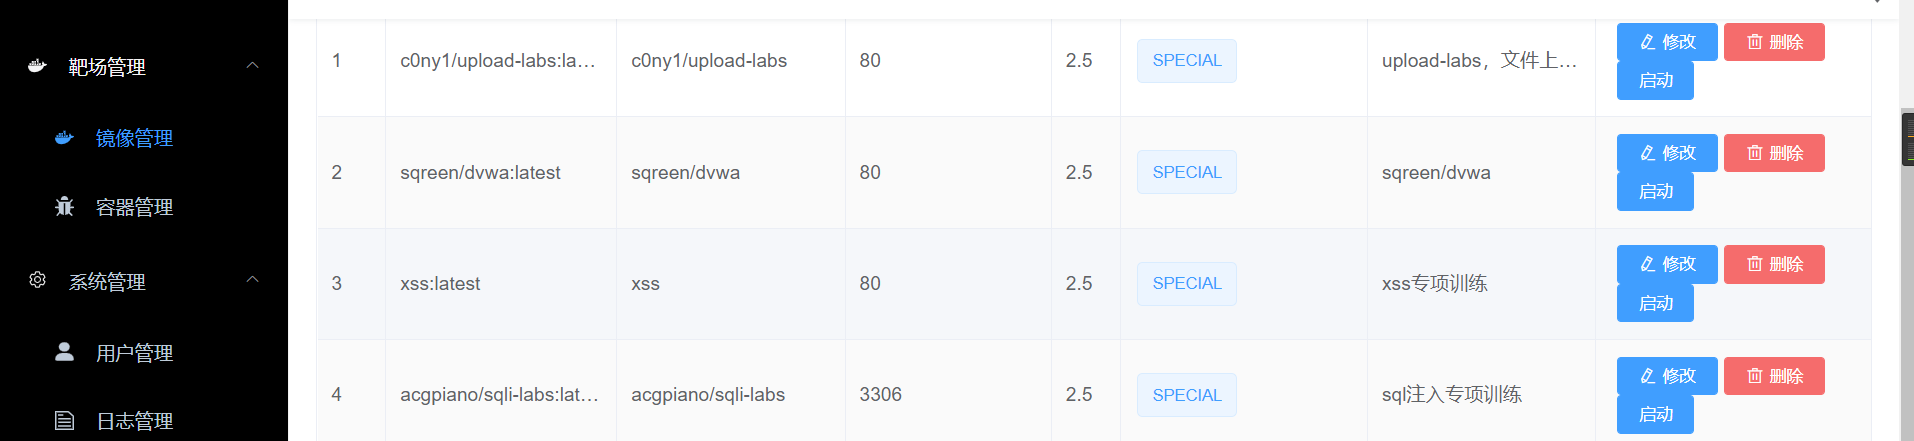 靶场管理
镜像管理
容器管理
系统管理
用户管理
日志管理
1 c0ny1/upload-labs:la... c0ny1/upload-labs 80 2.5 SPECIAL upload-labs，文件上... 修改 删除
启动
2 sqreen/dvwa:latest sqreen/dvwa 80 2.5 SPECIAL sqreen/dvwa 修改 删除
启动
3 xss:latest xss 80 2.5 SPECIAL xss专项训练 修改 删除
启动
4 acgpiano/sqli-labs:lat... acgpiano/sqli-labs 3306 2.5 SPECIAL sql注入专项训练 修改 删除
启动